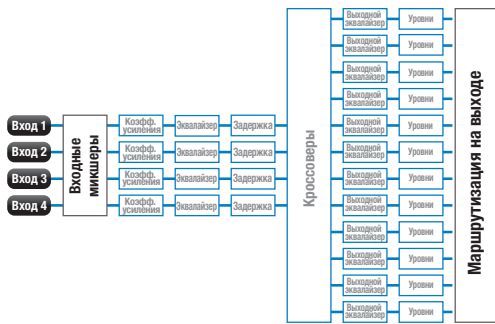 Вход 1
Вход 2
Вход 3
Вход 4
Входные
микшеры
Коэфф.
усиления
Эквалайзер
Задержка
Коэфф.
усиления
Эквалайзер
Задержка
Коэфф.
усиления
Эквалайзер
Задержка
Коэфф.
усиления
Эквалайзер
Задержка
Кроссоверы
Выходной
эквалайзер
Уровни
Выходной
эквалайзер
Уровни
Выходной
эквалайзер
Уровни
Выходной
эквалайзер
Уровни
Выходной
эквалайзер
Уровни
Выходной
эквалайзер
Уровни
Выходной
эквалайзер
Уровни
Выходной
эквалайзер
Уровни
Выходной
эквалайзер
Уровни
Выходной
эквалайзер
Уровни
Выходной
эквалайзер
Уровни
Выходной
эквалайзер
Уровни
Маршрутизация на выходе